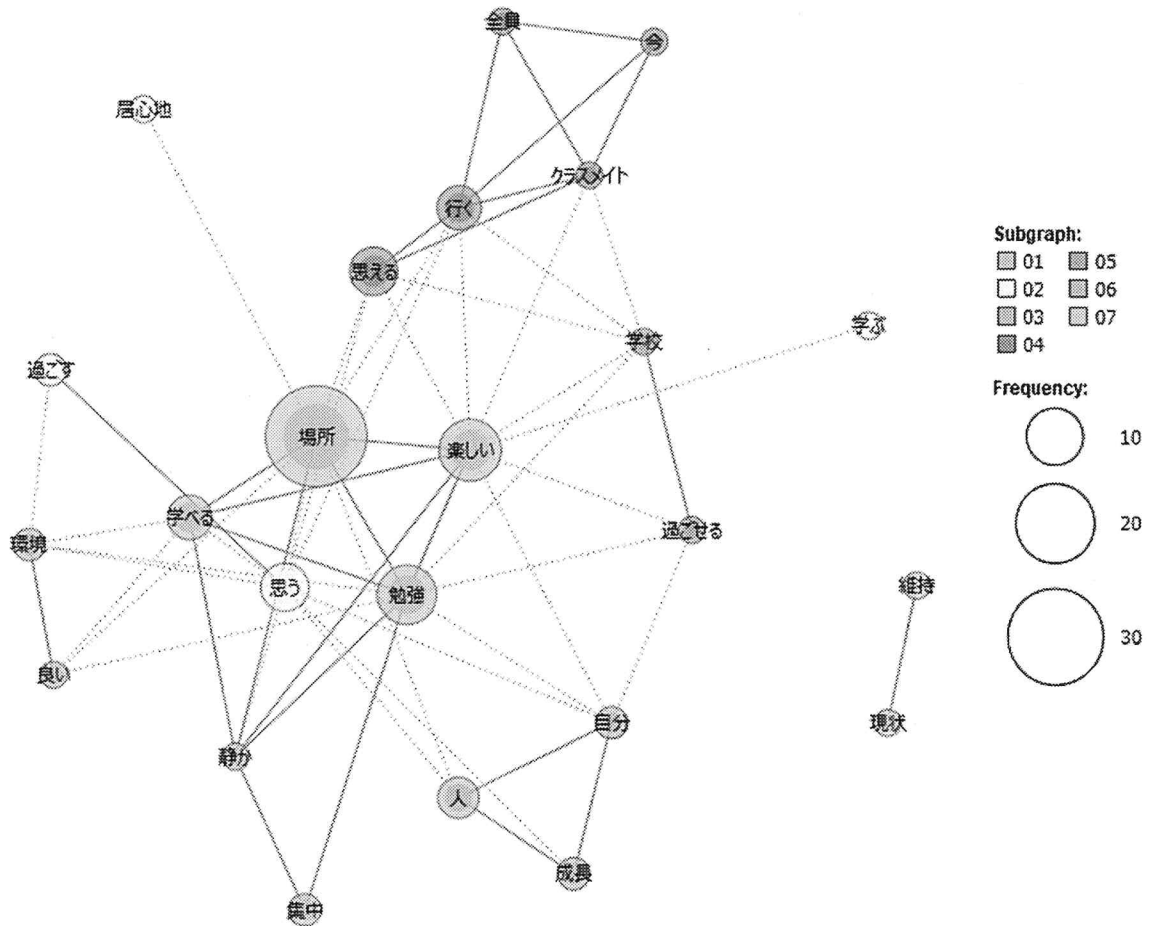 全員
今
居心地
クラスメイト
行く
思える
学ぶ
学校
過ごす
場所
楽しい
学べる
過ごせる
環境
思う
勉強
維持
良い
自分
現状
静か
人
成長
集中
Subgraph:
01 05
02 06
03 07
04
Frequency:
10
20
30